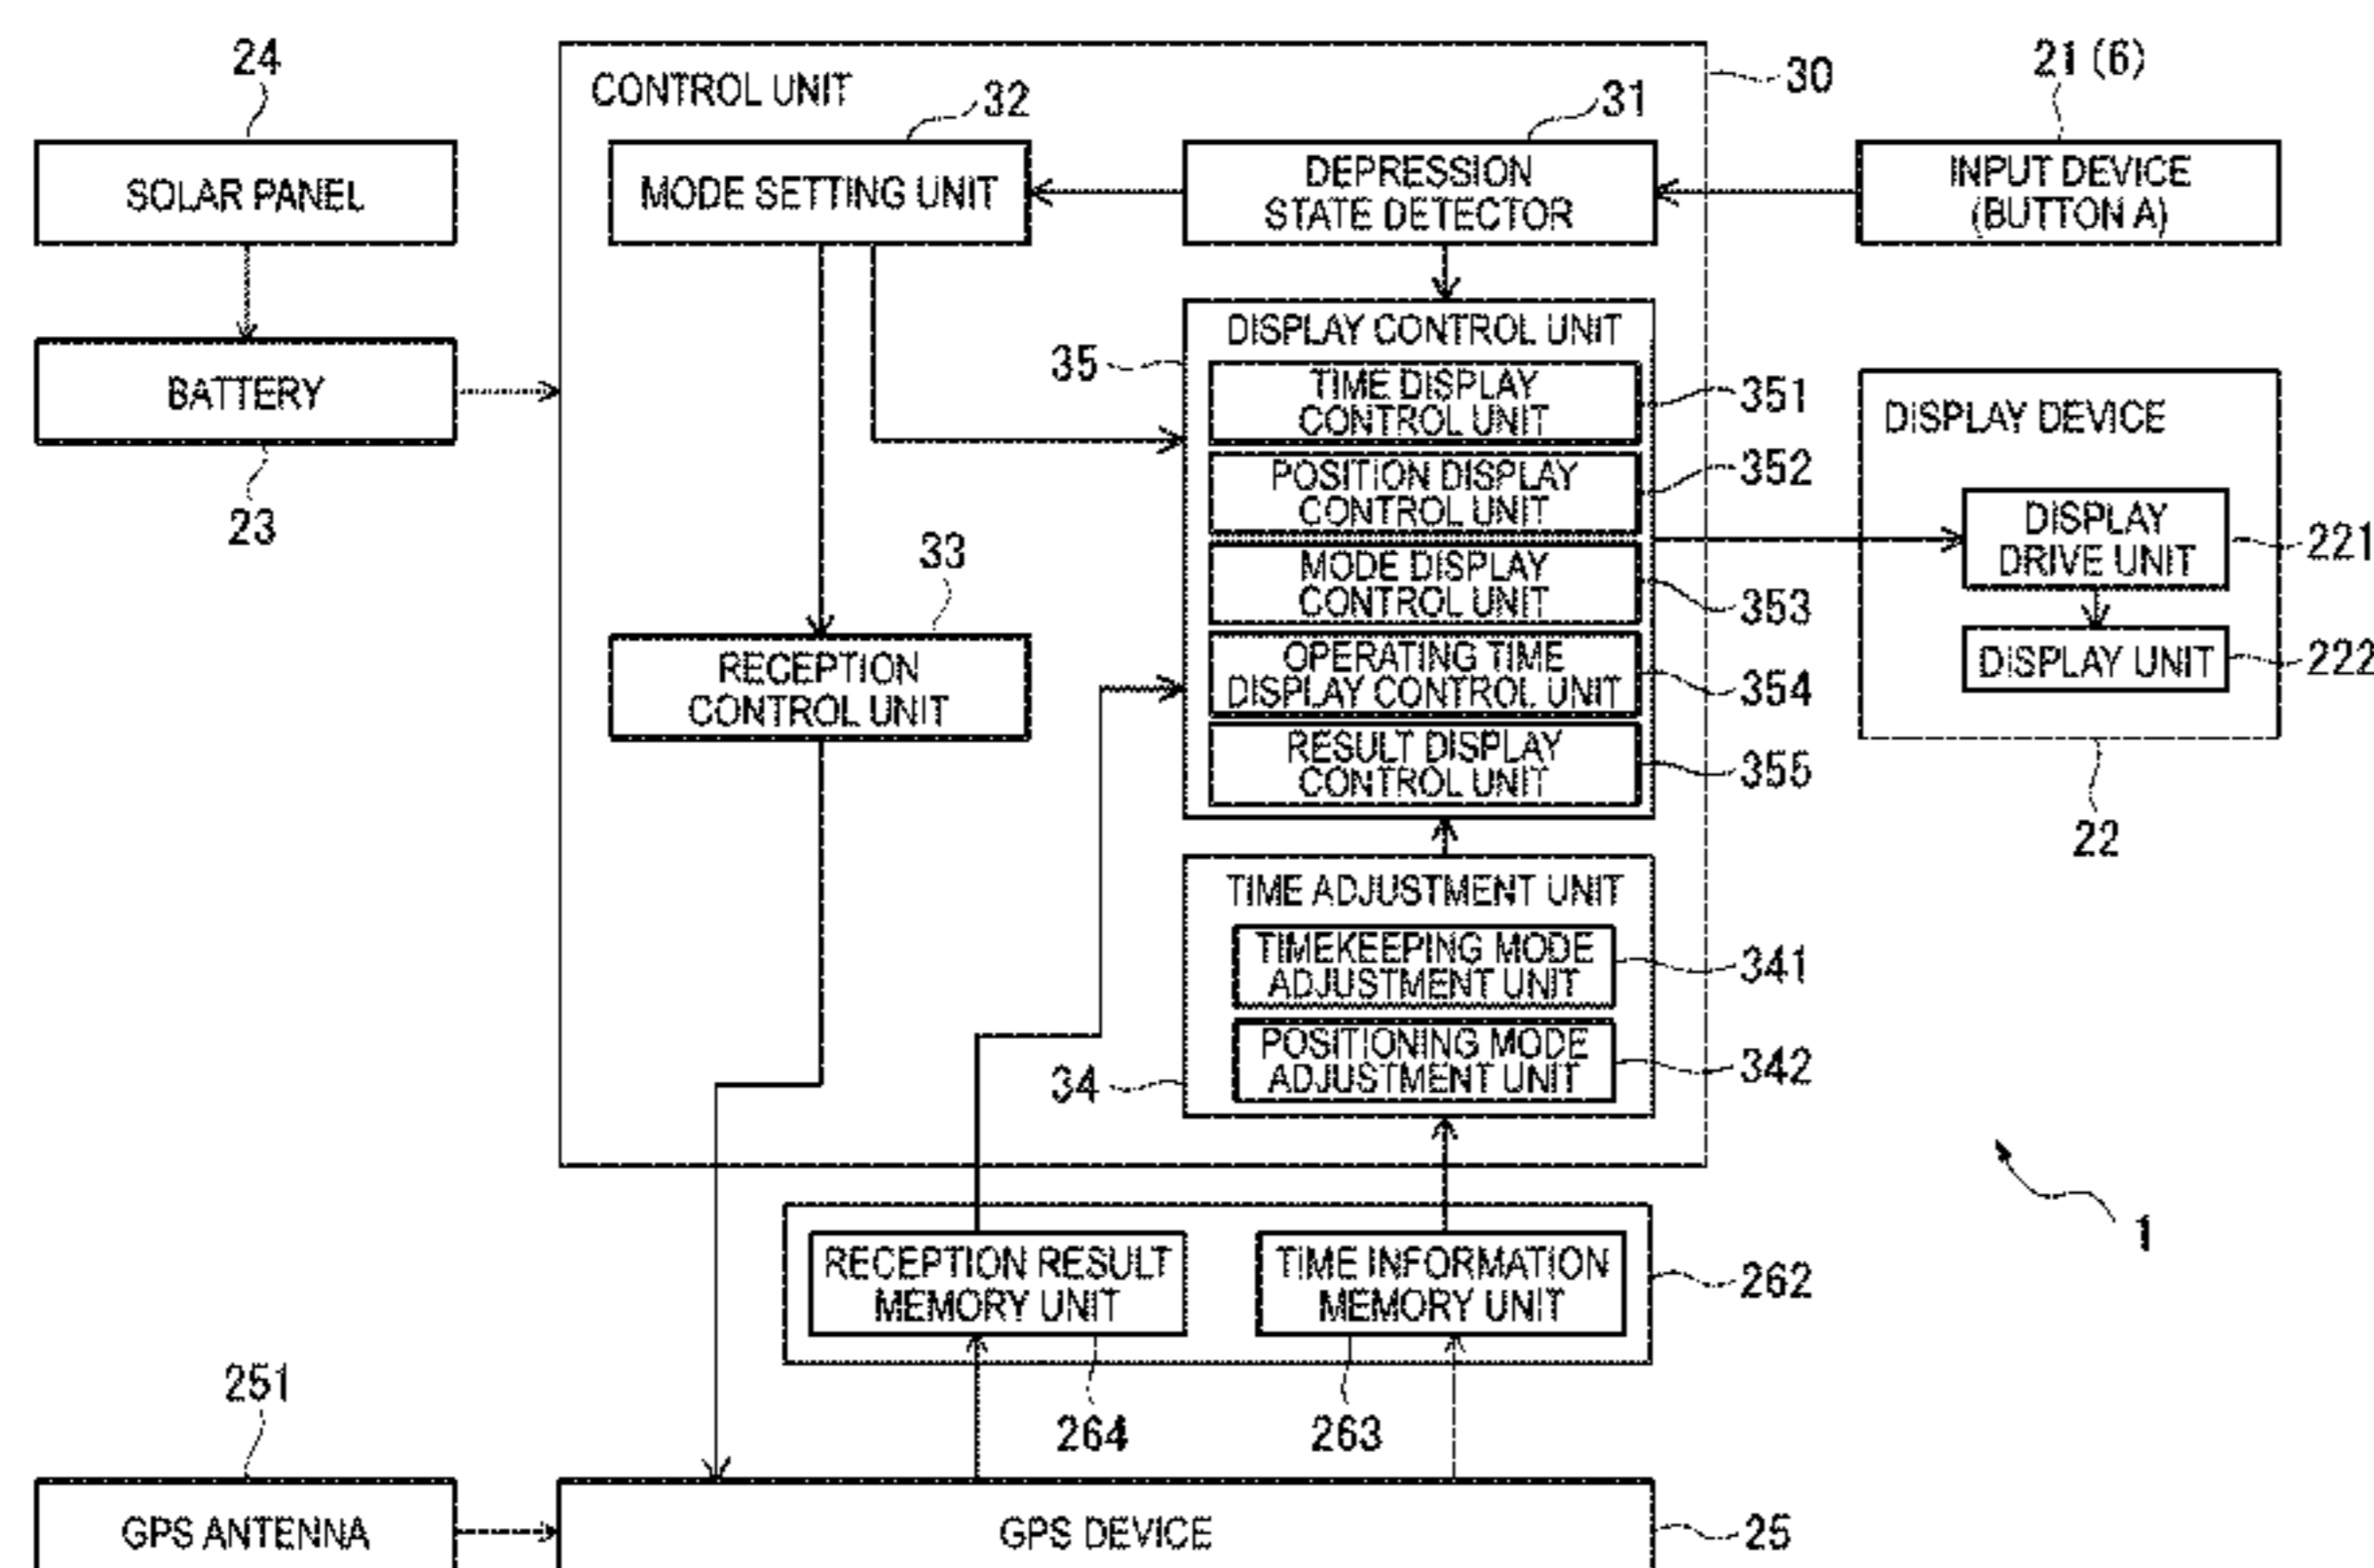 24
CONTROL UNIT
32
31
30
21 (6)
SOLAR PANEL
MODE SETTING UNIT
DEPRESSION
STATE DETECTOR
INPUT DEVICE
(BUTTON A)
BATTERY
23
35
DISPLAY CONTROL UNIT
TIME DISPLAY
CONTROL UNIT
351
POSITION DISPLAY
CONTROL UNIT
352
MODE DISPLAY
CONTROL UNIT
353
OPERATING TIME
DISPLAY CONTROL UNIT
354
RESULT DISPLAY
CONTROL UNIT
355
DISPLAY DEVICE
DISPLAY
DRIVE UNIT
221
DISPLAY UNIT
222
22
33
RECEPTION
CONTROL UNIT
TIME ADJUSTMENT UNIT
TIMEKEEPING MODE
ADJUSTMENT UNIT
341
POSITIONING MODE
ADJUSTMENT UNIT
342
34
1
RECEPTION RESULT
MEMORY UNIT
TIME INFORMATION
MEMORY UNIT
262
264
263
251
GPS ANTENNA
GPS DEVICE
25